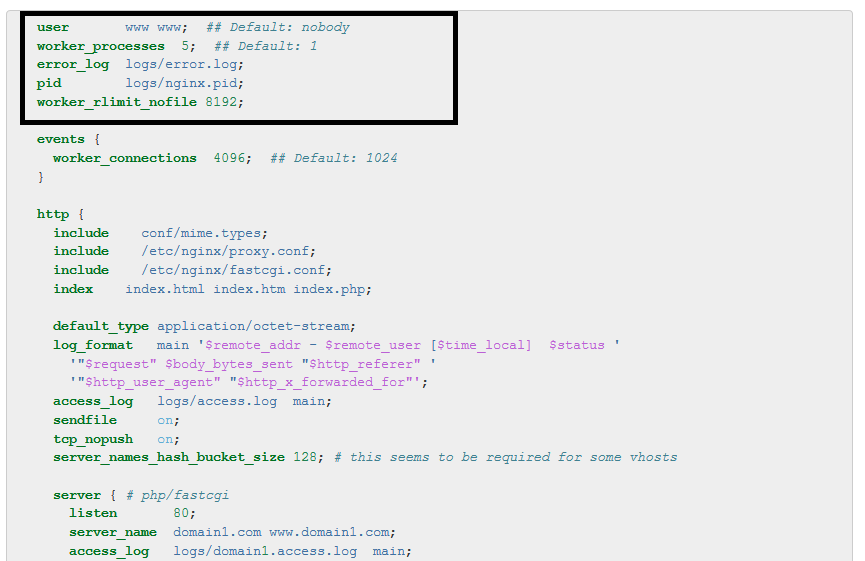 user       www www;  ## Default: nobody
worker_processes  5;  ## Default: 1
error_log  logs/error.log;
pid        logs/nginx.pid;
worker_rlimit_nofile 8192;
events {
  worker_connections  4096;  ## Default: 1024
}
http {
  include    conf/mime.types;
  include    /etc/nginx/proxy.conf;
  include    /etc/nginx/fastcgi.conf;
  index    index.html index.htm index.php;
  default_type application/octet-stream;
  log_format   main '$remote_addr - $remote_user [$time_local]  $status '
    '"$request" $body_bytes_sent "$http_referer" '
    '"$http_user_agent" "$http_x_forwarded_for"';
  access_log   logs/access.log  main;
  sendfile     on;
  tcp_nopush   on;
  server_names_hash_bucket_size 128; # this seems to be required for some vhosts
  server { # php/fastcgi
    listen       80;
    server_name  domain1.com www.domain1.com;
    access_log   logs/domain1.access.log  main;